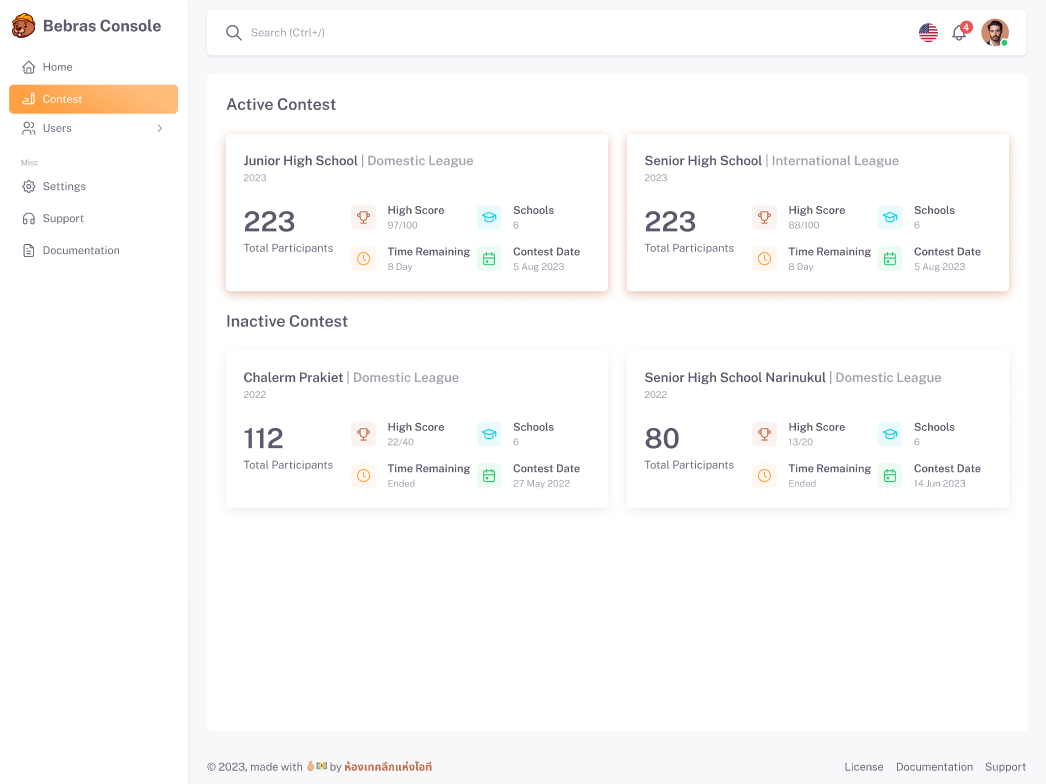 Bebras Console
Search (Ctrl+/)
4
Home
Contest
Users
Misc
Settings
Support
Documentation
Active Contest
Junior High School | Domestic League
2023
223
Total Participants
High Score
97/100
Schools
6
Time Remaining
8 Day
Contest Date
5 Aug 2023
Senior High School | International League
2023
223
Total Participants
High Score
88/100
Schools
6
Time Remaining
8 Day
Contest Date
5 Aug 2023
Inactive Contest
Chalerm Prakiet | Domestic League
2022
112
Total Participants
High Score
22/40
Schools
6
Time Remaining
Ended
Contest Date
27 May 2022
Senior High School Narinukul | Domestic League
2022
80
Total Participants
High Score
13/20
Schools
6
Time Remaining
Ended
Contest Date
14 Jun 2023
© 2023, made with ✌🏼💵 by ห้องเทคลึกแห่งไอที
License Documentation Support